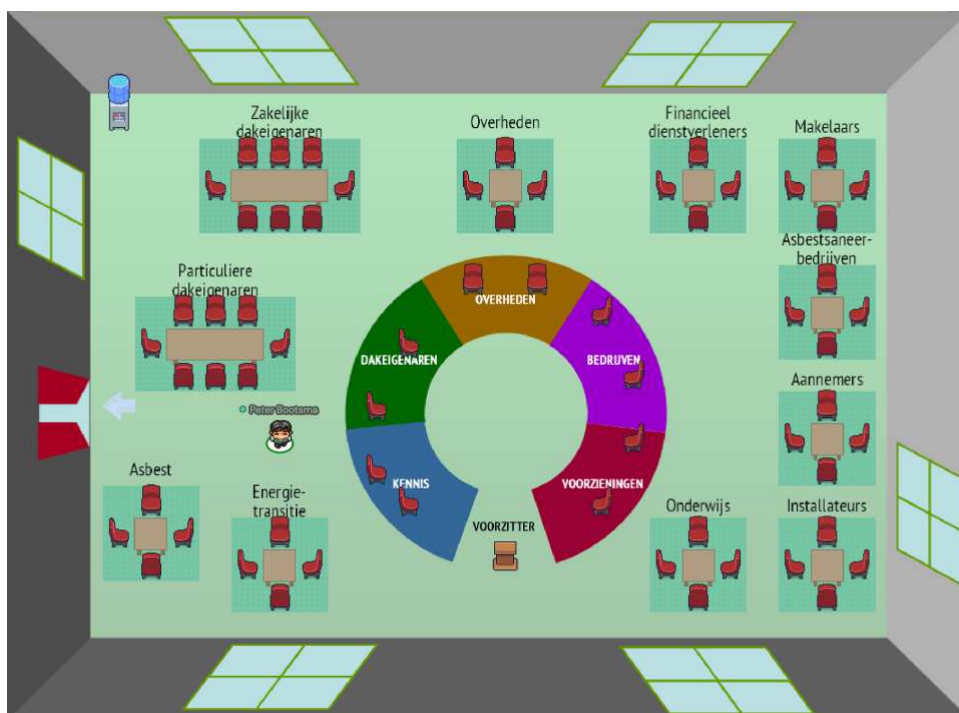 Zakelijke
dakeigenaren
Overheden
Financieel
dienstverleners
Makelaars
Asbestsaneer-
bedrijven
Particuliere
dakeigenaren
OVERHEDEN
DAKEIGENAREN
BEDRIJVEN
Aannemers
Peter Bootsma
Asbest
Energie-
transitie
KENNIS
VOORZIENINGEN
VOORZITTER
Onderwijs
Installateurs